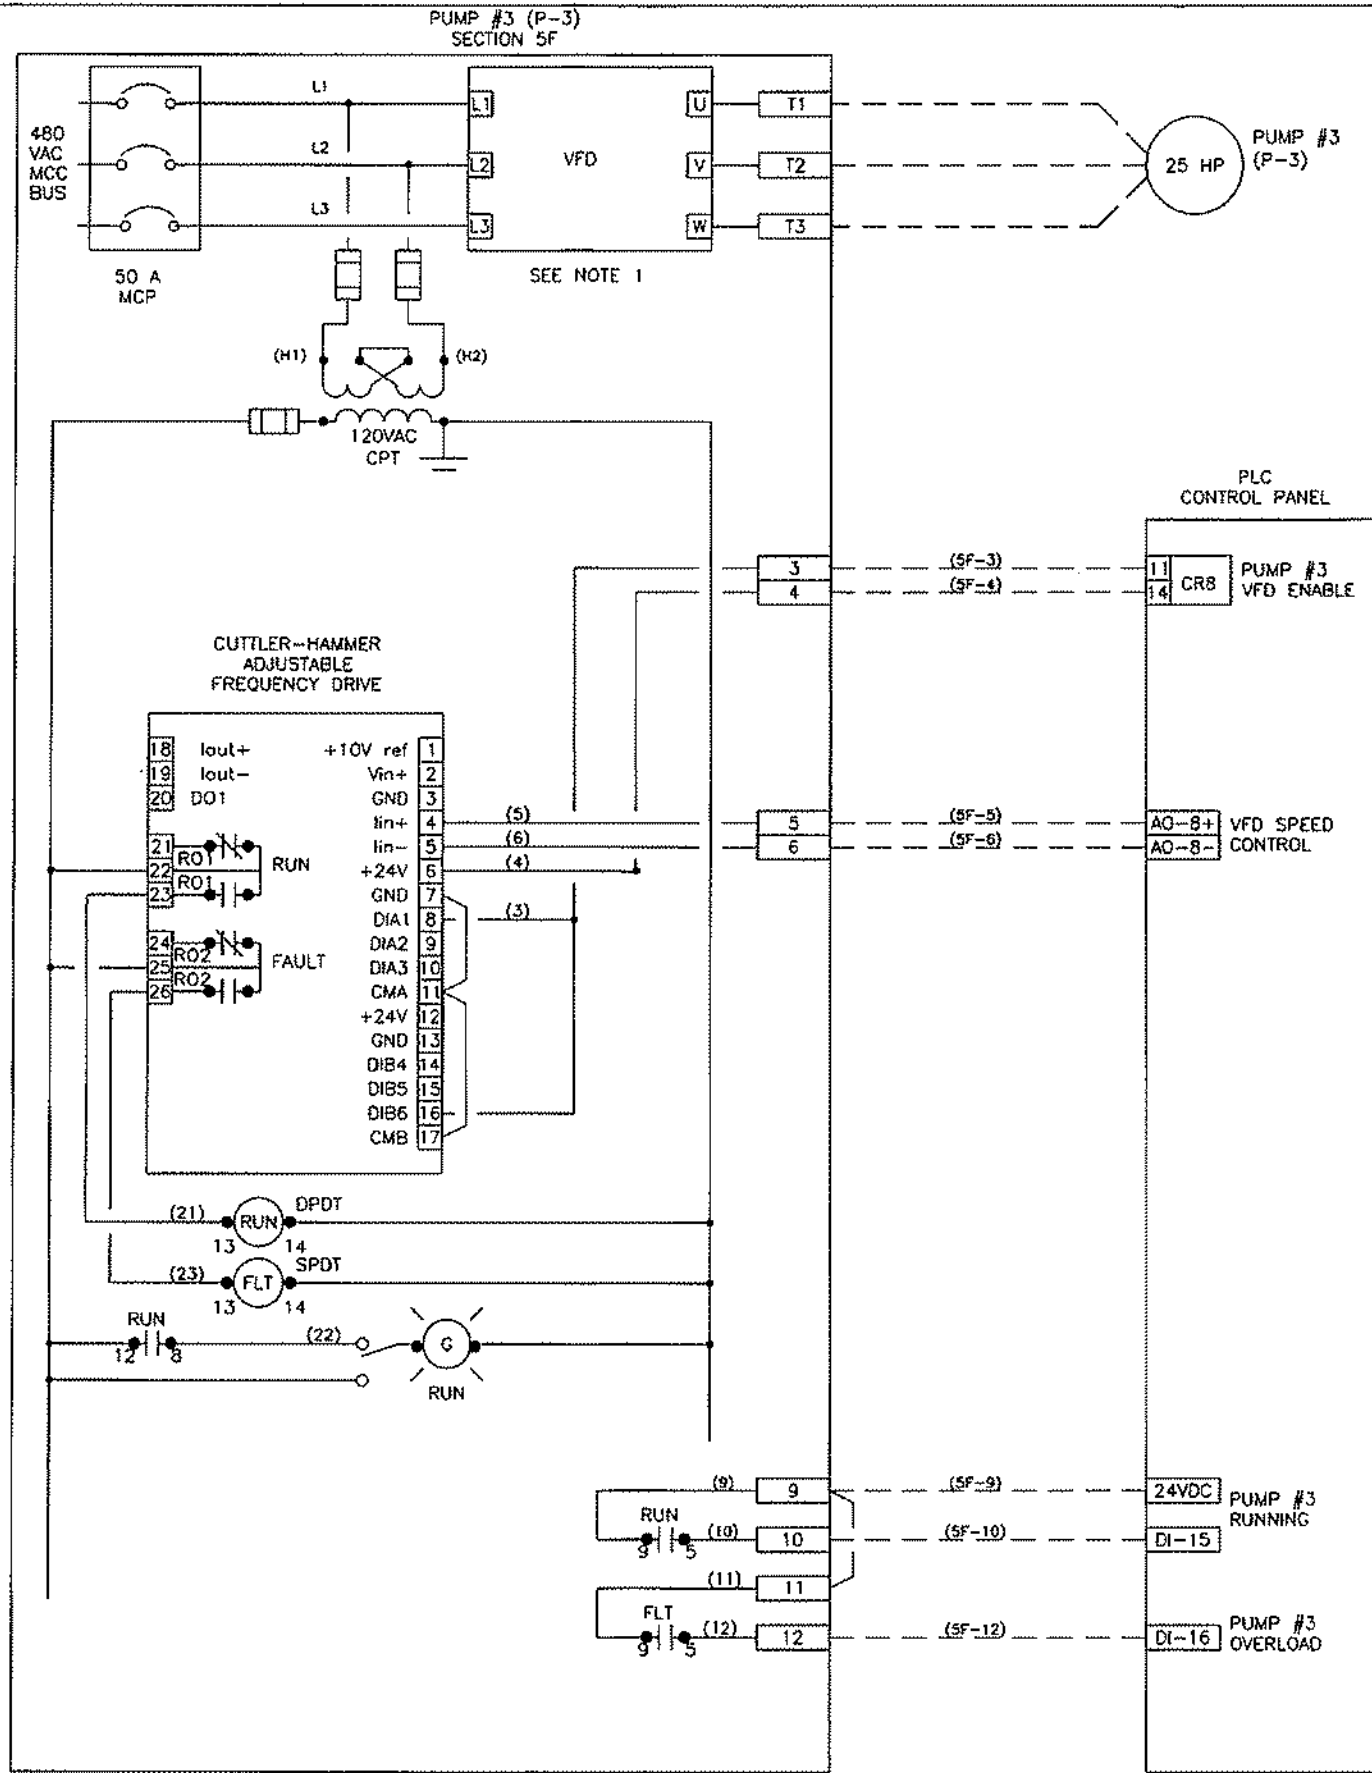 PUMP #3 (P-3)
SECTION 5F
480
VAC
MCC
BUS
L1
L2
L3
50 A
MCP
L1
L2
L3
VFD
U
V
W
SEE NOTE 1
T1
T2
T3
25 HP
PUMP #3
(P-3)
(H1)
(H2)
120VAC
CPT
PLC
CONTROL PANEL
3
4
(5F-3)
(5F-4)
11
14
CR8
PUMP #3
VFD ENABLE
CUTTLER-HAMMER
ADJUSTABLE
FREQUENCY DRIVE
18 Iout+
19 Iout-
20 DO1
21
22
23
RO1
RO1
RUN
24
25
26
RO2
RO2
FAULT
+10V ref 1
Vin+ 2
GND 3
Iin+ 4
Iin- 5
+24V 6
GND 7
DIA1 8
DIA2 9
DIA3 10
CMA 11
+24V 12
GND 13
DIB4 14
DIB5 15
DIB6 16
CMB 17
(5)
(6)
(4)
(3)
5
6
(5F-5)
(5F-6)
AO-8+
AO-8-
VFD SPEED
CONTROL
(21)
RUN
DPDT
13
14
(23)
FLT
SPDT
13
14
RUN
12
8
(22)
G
RUN
(9)
9
(5F-9)
24VDC
PUMP #3
RUNNING
RUN
9
5
(10)
10
(5F-10)
DI-15
(11)
11
FLT
9
5
(12)
12
(5F-12)
DI-16
PUMP #3
OVERLOAD